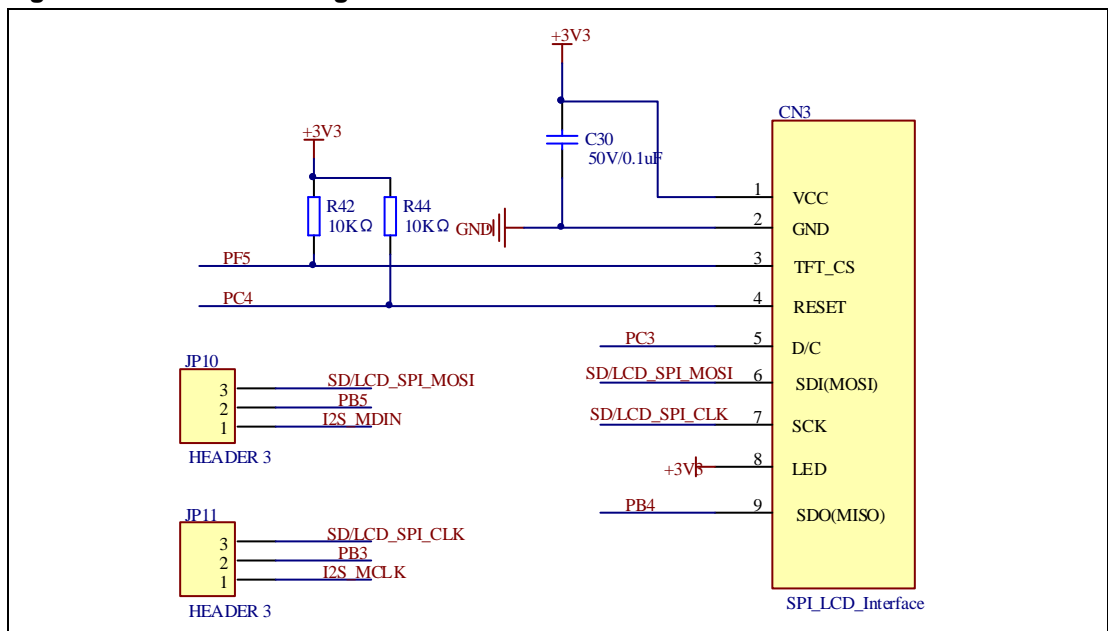 +3V3
CN3
+3V3
C30
50V/0.1uF
1 VCC
R42 R44
10KΩ 10KΩ GND
2 GND
PF5 3 TFT_CS
PC4 4 RESET
PC3 5 D/C
JP10
SD/LCD_SPI_MOSI 6 SDI(MOSI)
3 SD/LCD_SPI_MOSI
2 PB5
1 I2S_MDIN
SD/LCD_SPI_CLK 7 SCK
HEADER 3
+3V3 8 LED
PB4 9 SDO(MISO)
JP11
3 SD/LCD_SPI_CLK
2 PB3
1 I2S_MCLK
HEADER 3
SPI_LCD_Interface